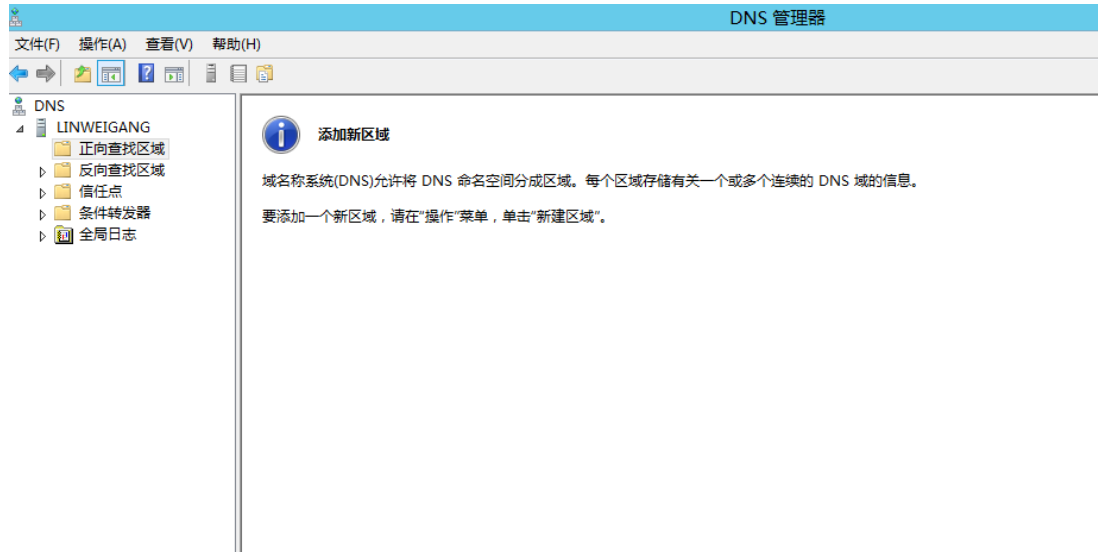 DNS 管理器
文件(F) 操作(A) 查看(V) 帮助(H)
DNS
LINWEIGANG
正向查找区域
反向查找区域
信任点
条件转发器
全局日志
添加新区域
域名称系统(DNS)允许将 DNS 命名空间分成区域。每个区域存储有关一个或多个连续的 DNS 域的信息。
要添加一个新区域，请在"操作"菜单，单击"新建区域"。